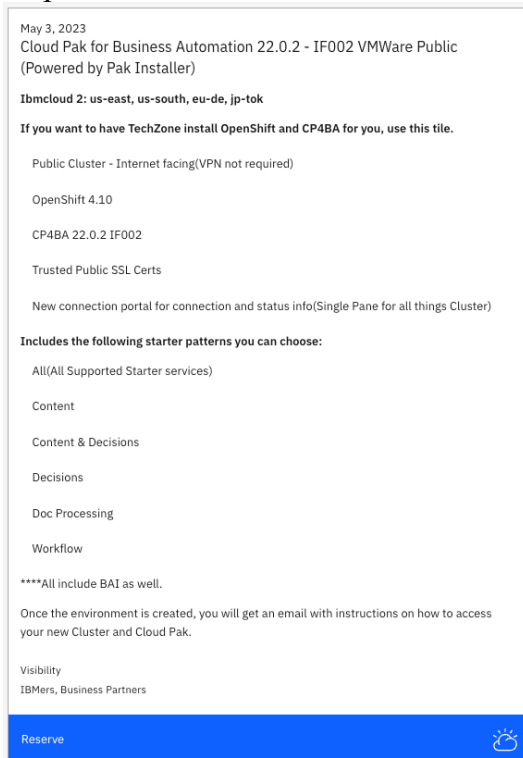 May 3, 2023
Cloud Pak for Business Automation 22.0.2 - IF002 VMWare Public
(Powered by Pak Installer)
Ibmcloud 2: us-east, us-south, eu-de, jp-tok
If you want to have TechZone install OpenShift and CP4BA for you, use this tile.
Public Cluster - Internet facing(VPN not required)
OpenShift 4.10
CP4BA 22.0.2 IF002
Trusted Public SSL Certs
New connection portal for connection and status info(Single Pane for all things Cluster)
Includes the following starter patterns you can choose:
All(All Supported Starter services)
Content
Content & Decisions
Decisions
Doc Processing
Workflow
****All include BAI as well.
Once the environment is created, you will get an email with instructions on how to access
your new Cluster and Cloud Pak.
Visibility
IBMers, Business Partners
Reserve